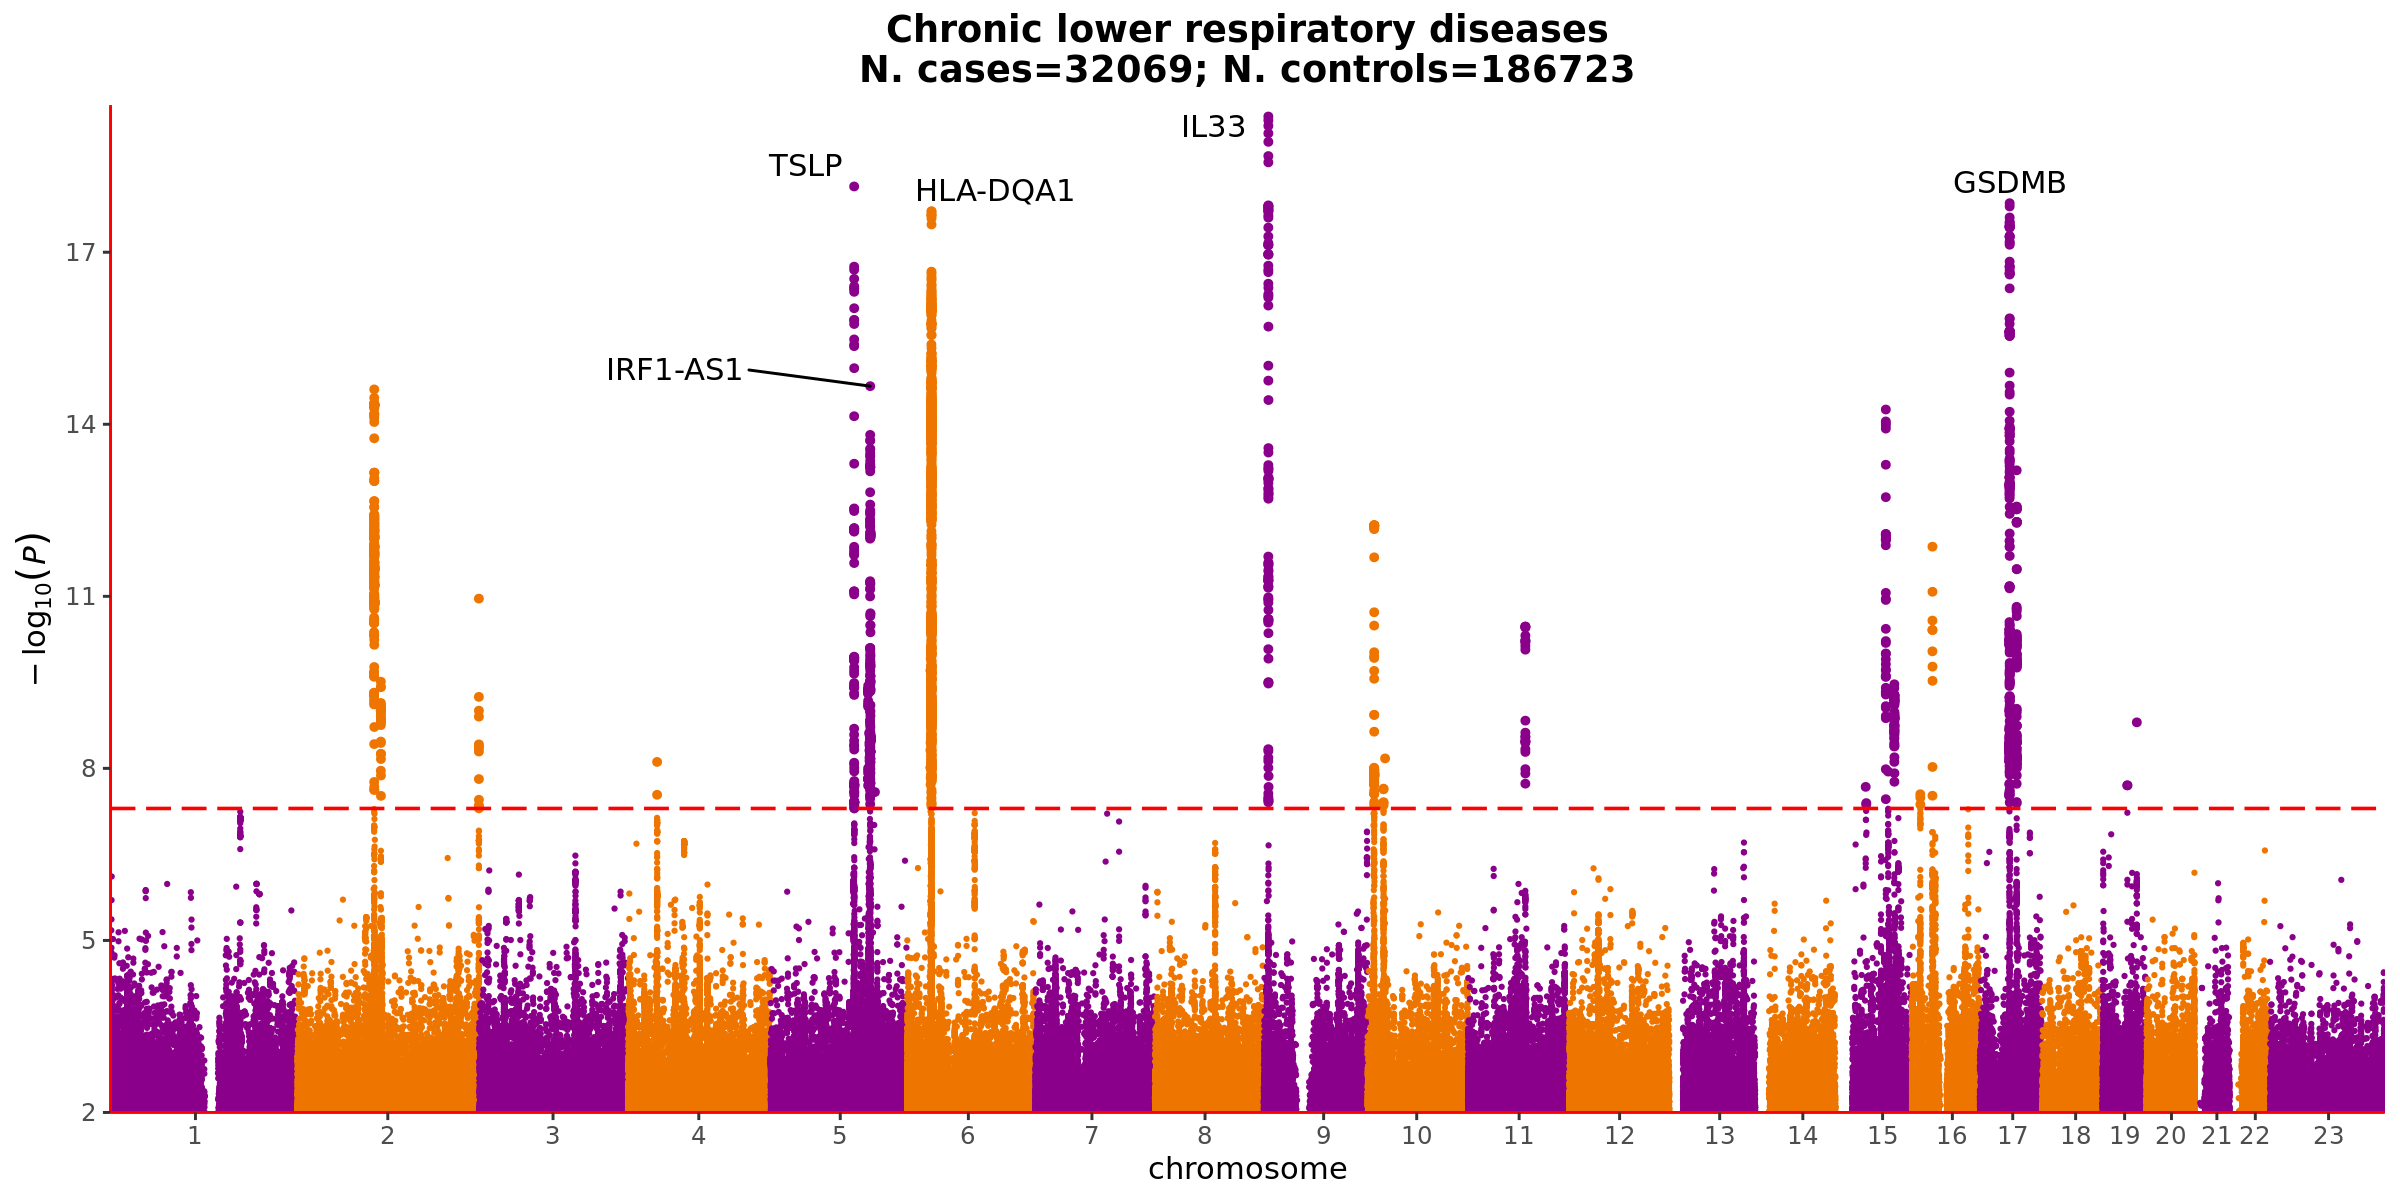 Chronic lower respiratory diseases
N. cases=32069; N. controls=186723
IL33
TSLP
HLA-DQA1
GSDMB
IRF1-AS1
17
14
11
8
5
2
−log10(P)
1 2 3 4 5 6 7 8 9 10 11 12 13 14 15 16 17 18 19 20 21 22 23
chromosome